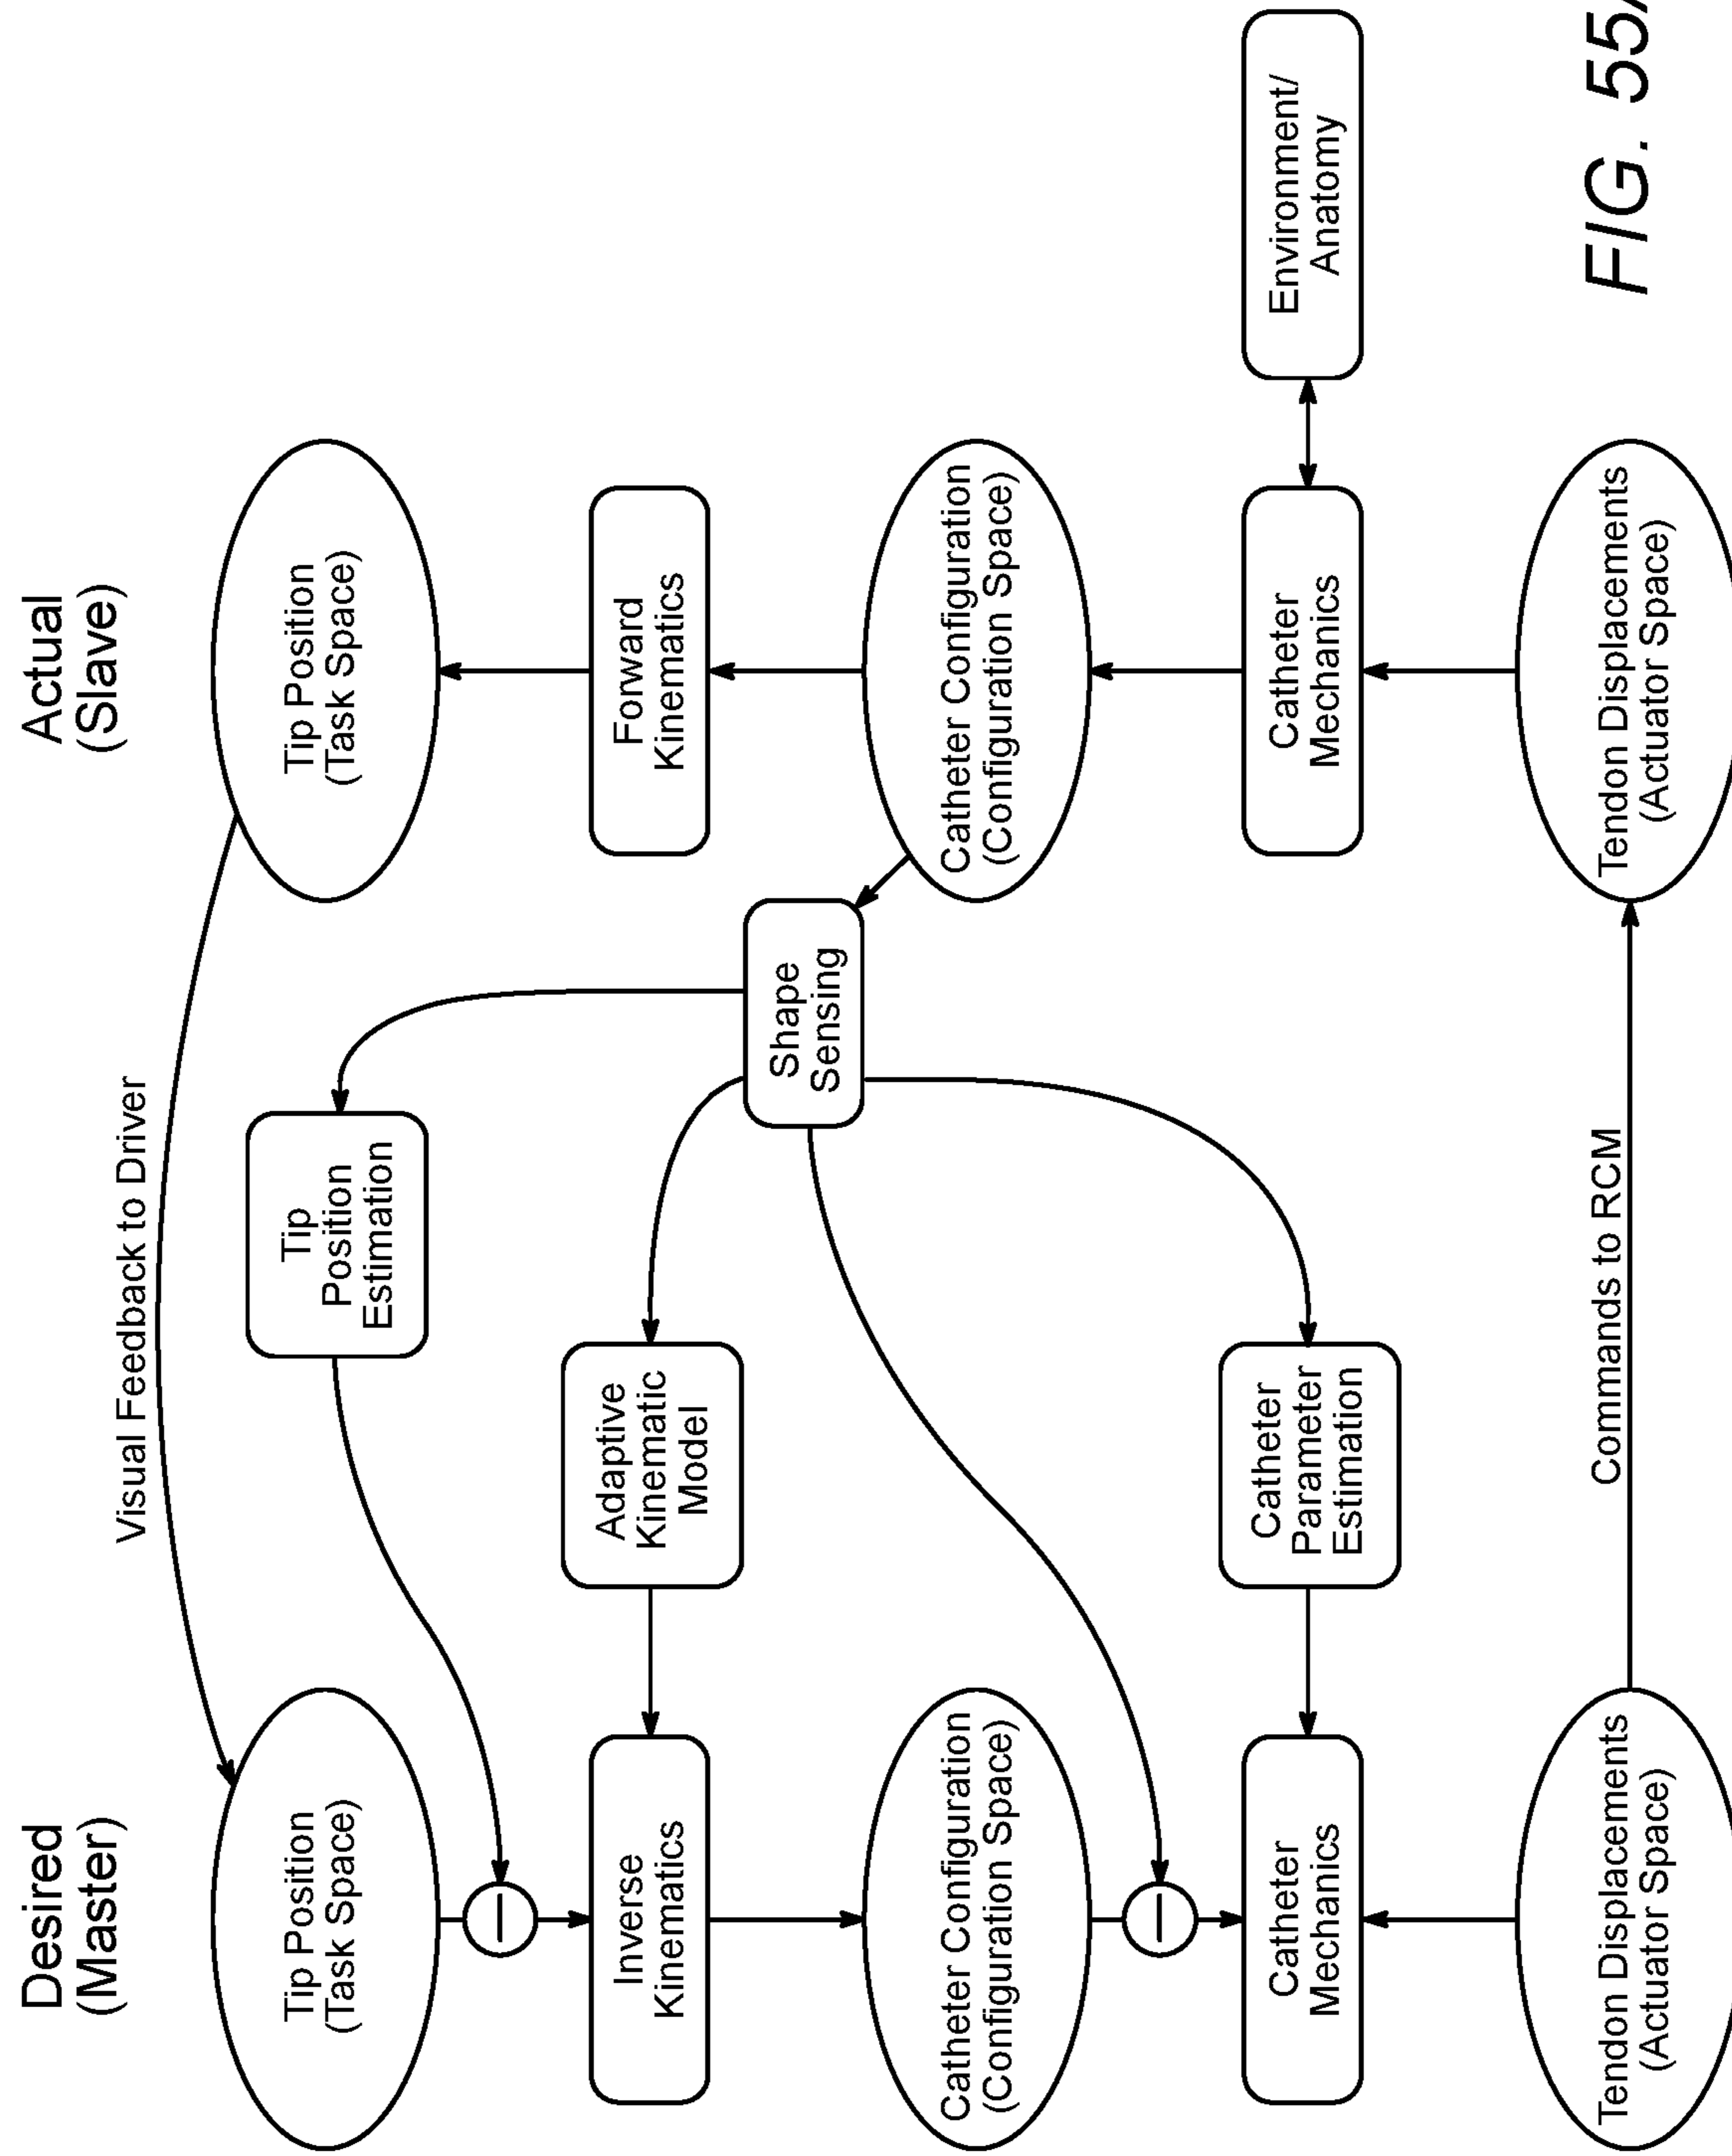 Desired
(Master)
Actual
(Slave)
Visual Feedback to Driver
Tip Position
(Task Space)
Tip
Position
Estimation
Tip Position
(Task Space)
Inverse
Kinematics
Adaptive
Kinematic
Model
Forward
Kinematics
Shape
Sensing
Catheter Configuration
(Configuration Space)
Catheter Configuration
(Configuration Space)
Catheter
Mechanics
Catheter
Parameter
Estimation
Catheter
Mechanics
Environment/
Anatomy
Tendon Displacements
(Actuator Space)
Commands to RCM
Tendon Displacements
(Actuator Space)
FIG. 55A